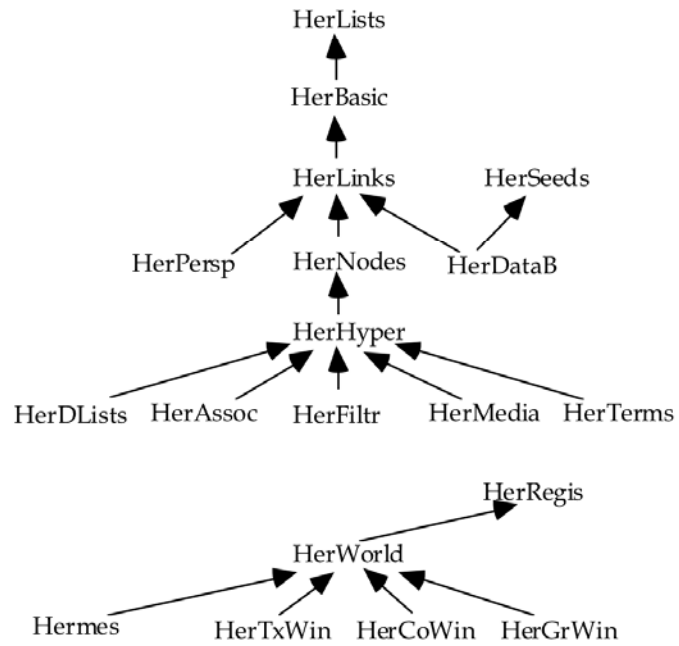 HerLists
HerBasic
HerLinks HerSeeds
HerPersp HerNodes HerDataB
HerHyper
HerDLists HerAssoc HerFiltr HerMedia HerTerms
HerRegis
HerWorld
Hermes HerTxWin HerCoWin HerGrWin